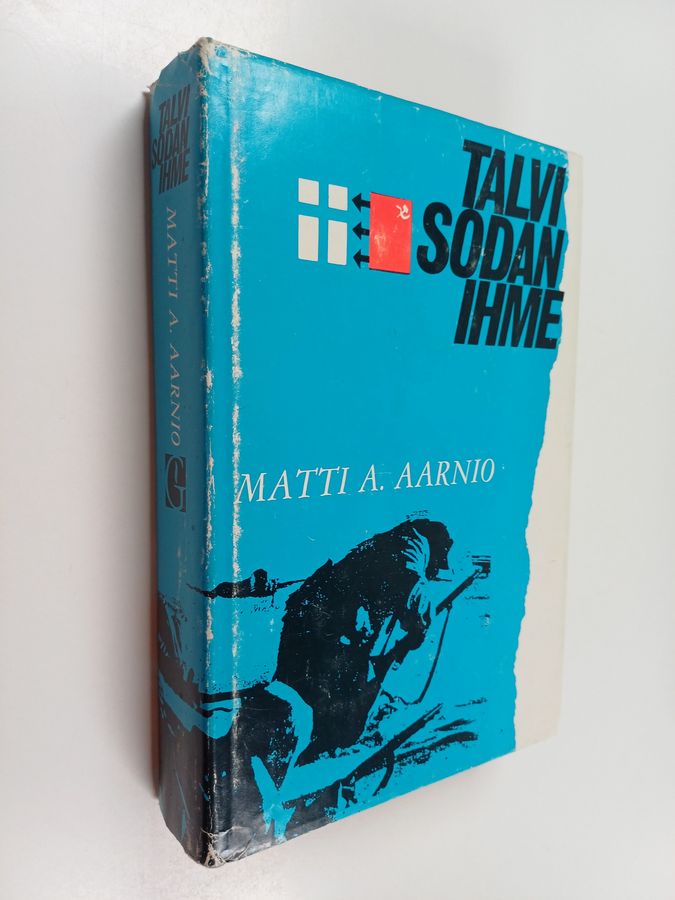 TALVI
SODAN
IHME
MATTI A. AARNIO
G
TALVI
SODAN
IHME
MATTI A. AARNIO